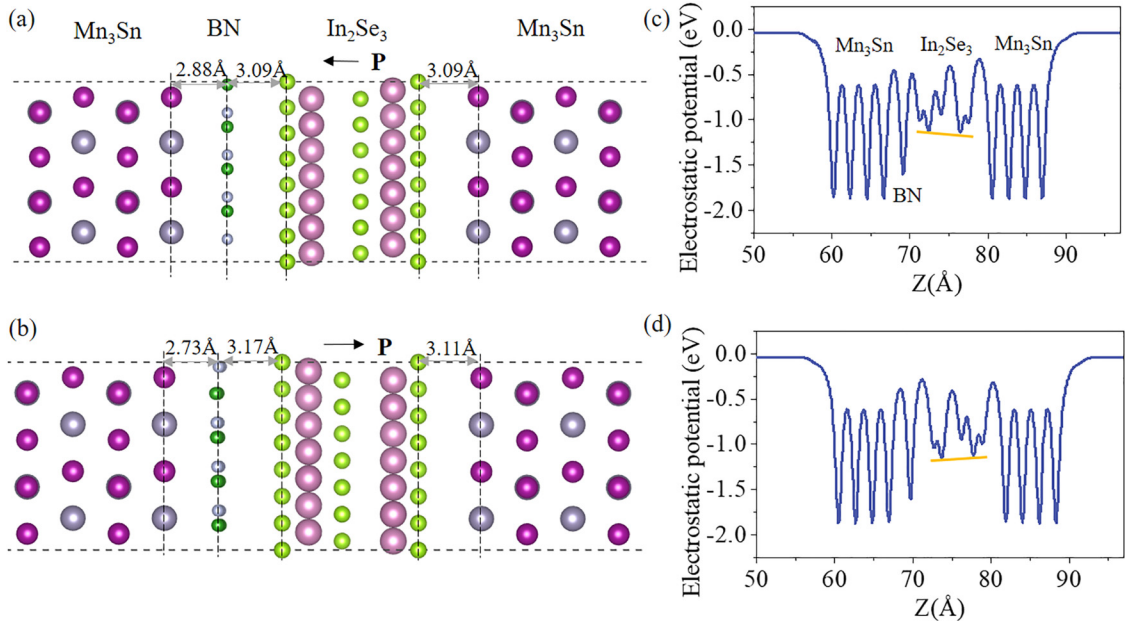 (a)
Mn₃Sn BN In₂Se₃ Mn₃Sn
P
2.88Å 3.09Å 3.09Å
(b)
P
2.73Å 3.17Å 3.11Å
(c)
Electrostatic potential (eV)
0.0
-0.5
-1.0
-1.5
-2.0
Mn₃Sn In₂Se₃ Mn₃Sn
BN
50 60 70 80 90
Z(Å)
(d)
Electrostatic potential (eV)
0.0
-0.5
-1.0
-1.5
-2.0
50 60 70 80 90
Z(Å)